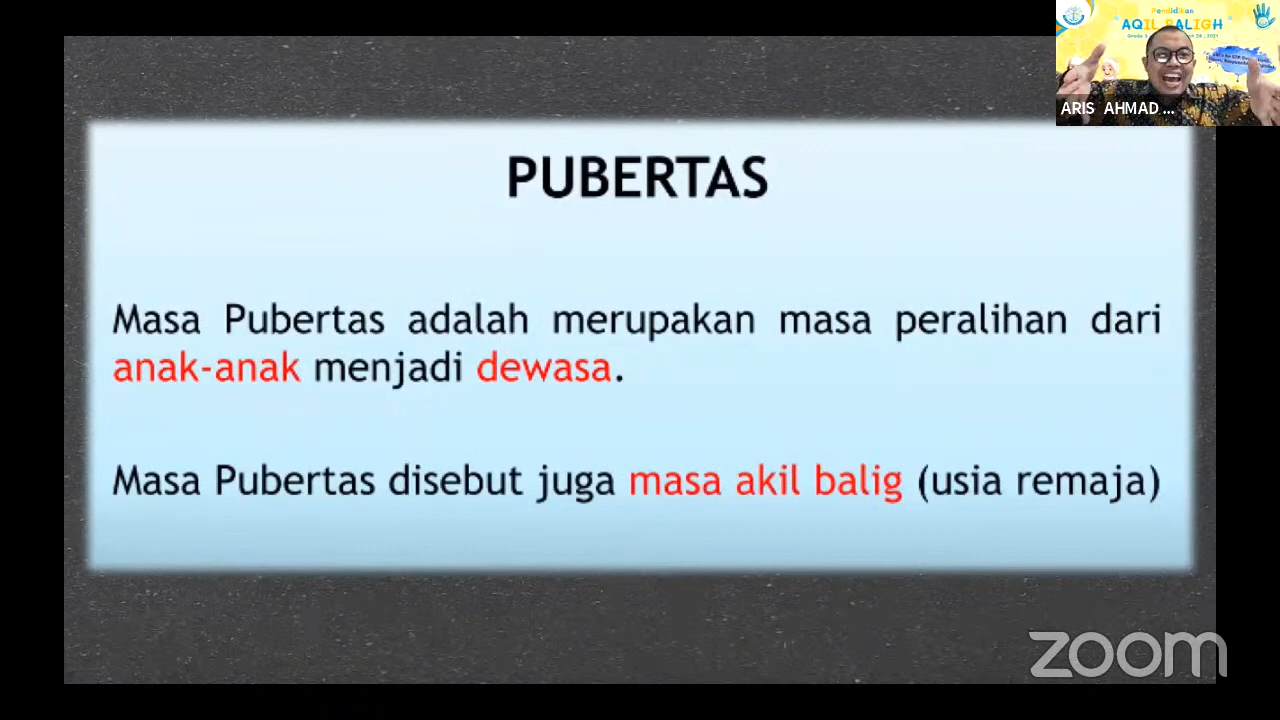 Pendidikan
AQIL BALIGH
ARIS AHMAD ...
PUBERTAS
Masa Pubertas adalah merupakan masa peralihan dari
anak-anak menjadi dewasa.
Masa Pubertas disebut juga masa akil balig (usia remaja)
zoom